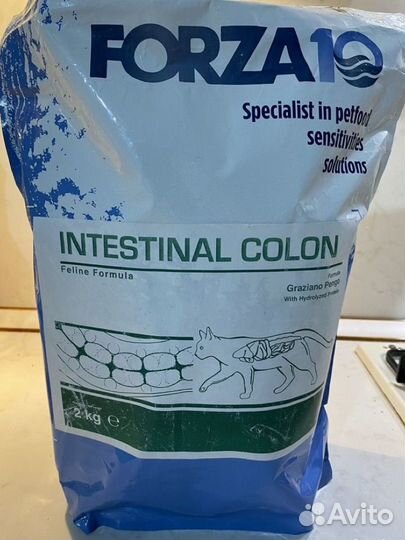 FORZA10
Specialist in petfood
sensitivities
solutions
INTESTINAL COLON
Feline Formula
Formula
Graziano Pengo
With Hydrolyzed Protein
2 kg ℮
Avito